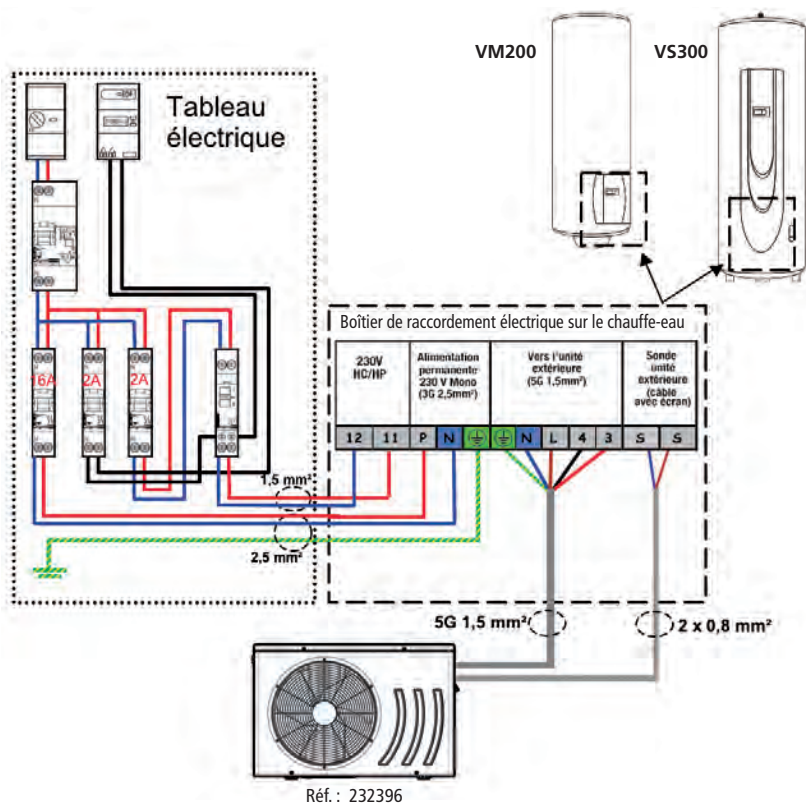 VM200
VS300
Tableau
électrique
16A
2A
2A
Boîtier de raccordement électrique sur le chauffe-eau
230V
HC/HP
Alimentation
permanente
230 V Mono
(3G 2,5mm²)
Vers l'unité
extérieure
(5G 1,5mm²)
Sonde
unité
extérieure
(câble
avec écran)
12 11 P N N L 4 3 S S
1,5 mm²
2,5 mm²
5G 1,5 mm²
2 x 0,8 mm²
Réf. : 232396